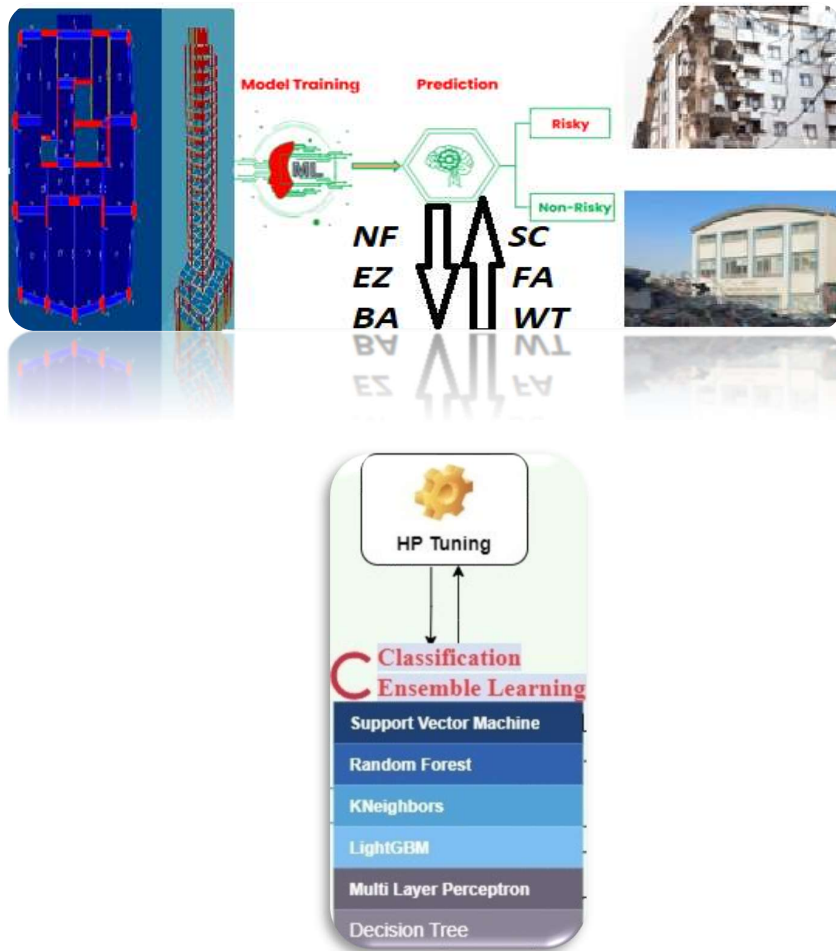 Model Training
Prediction
ML
Risky
Non-Risky
NF
SC
EZ
FA
BA
WT
HP Tuning
Classification
Ensemble Learning
Support Vector Machine
Random Forest
KNeighbors
LightGBM
Multi Layer Perceptron
Decision Tree